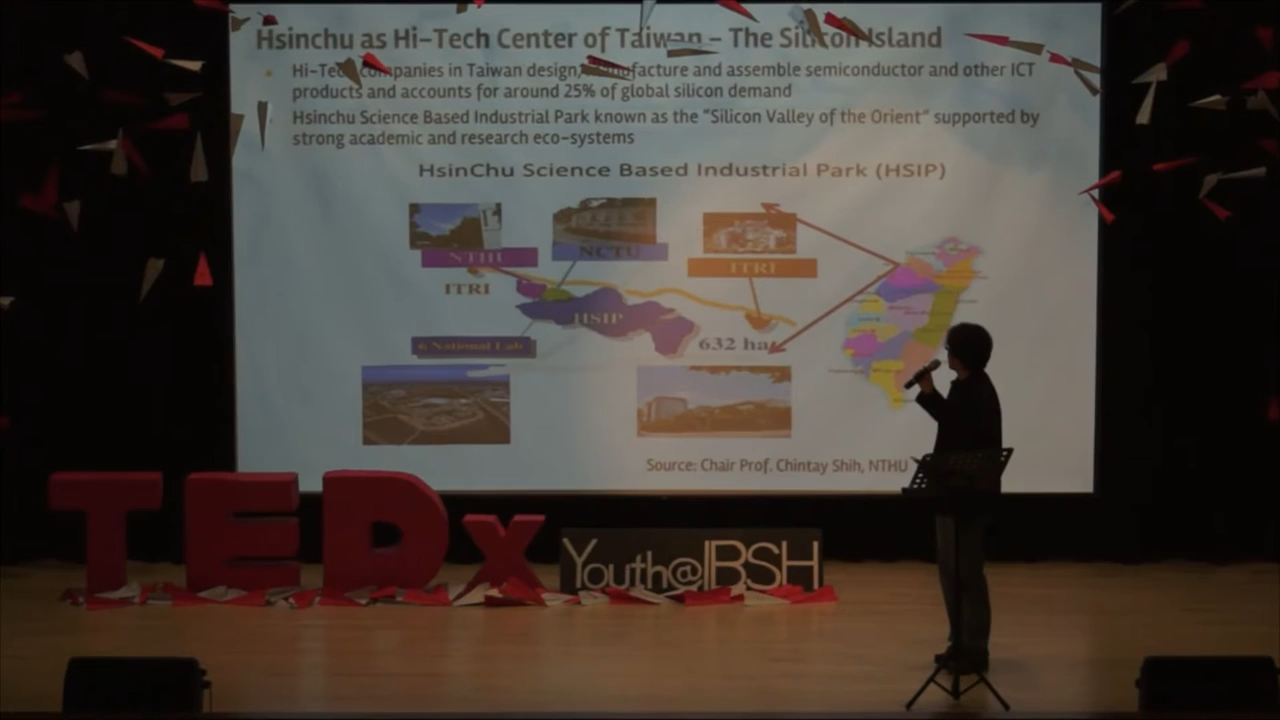 Hsinchu as Hi-Tech Center of Taiwan - The Silicon Island
Hi-Tech companies in Taiwan design, manufacture and assemble semiconductor and other ICT
products and accounts for around 25% of global silicon demand
Hsinchu Science Based Industrial Park known as the "Silicon Valley of the Orient" supported by
strong academic and research eco-systems
HsinChu Science Based Industrial Park (HSIP)
NTHU
NCTU
ITRI
ITRI
HSIP
6 National Lab
632 ha
Source: Chair Prof. Chintay Shih, NTHU
TEDx
Youth@IBSH